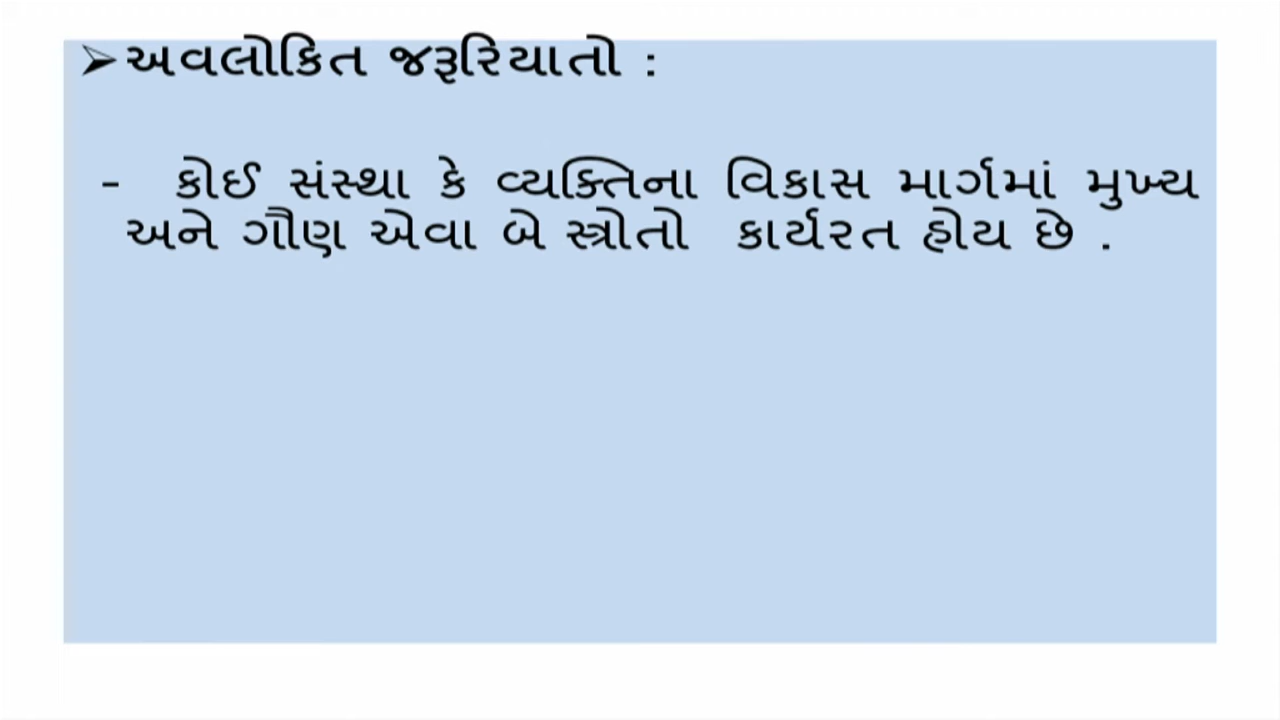 ➢અવલોકિત જરૂરિયાતો :
- કોઈ સંસ્થા કે વ્યક્તિના વિકાસ માર્ગમાં મુખ્ય
અને ગૌણ એવા બે સ્ત્રોતો કાર્યરત હોય છે .